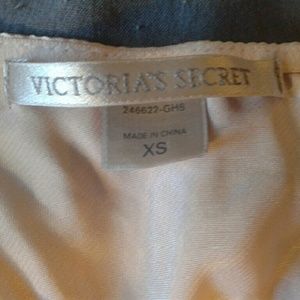 VICTORIA'S SECRET
246622-GHS
MADE IN CHINA
XS